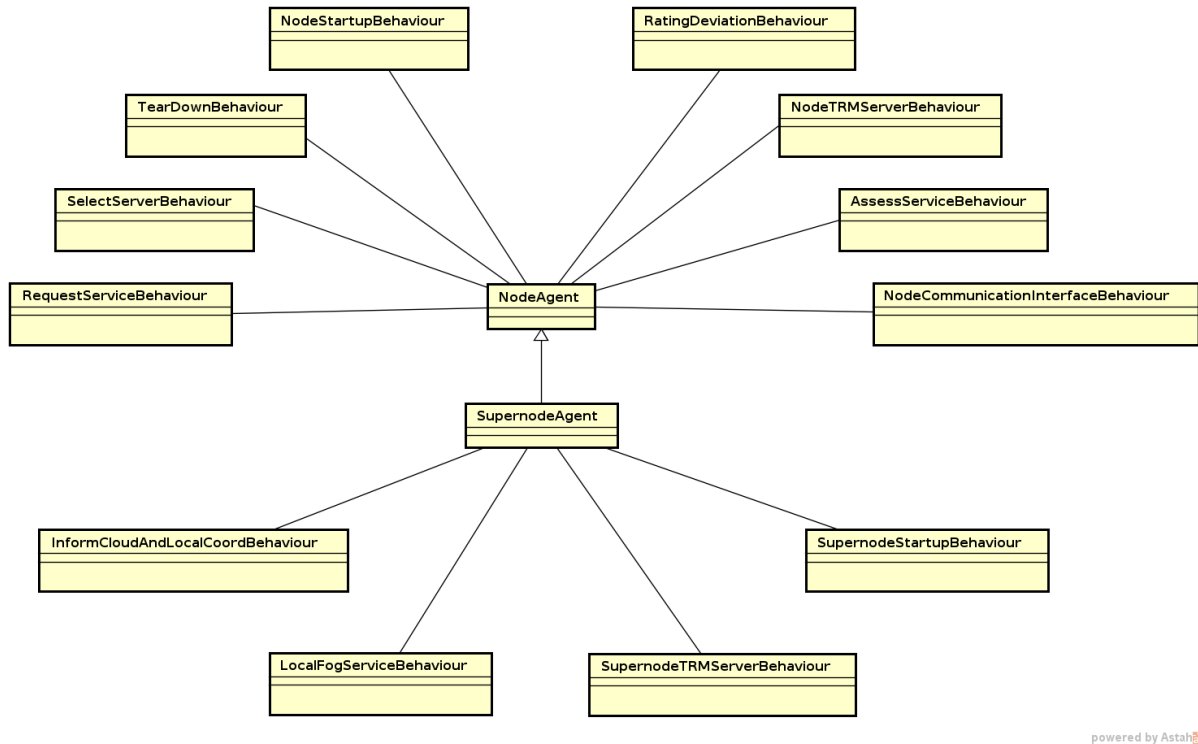 NodeStartupBehaviour
RatingDeviationBehaviour
TearDownBehaviour
NodeTRMServerBehaviour
SelectServerBehaviour
AssessServiceBehaviour
RequestServiceBehaviour
NodeAgent
NodeCommunicationInterfaceBehaviour
SupernodeAgent
InformCloudAndLocalCoordBehaviour
SupernodeStartupBehaviour
LocalFogServiceBehaviour
SupernodeTRMServerBehaviour
powered by Astah